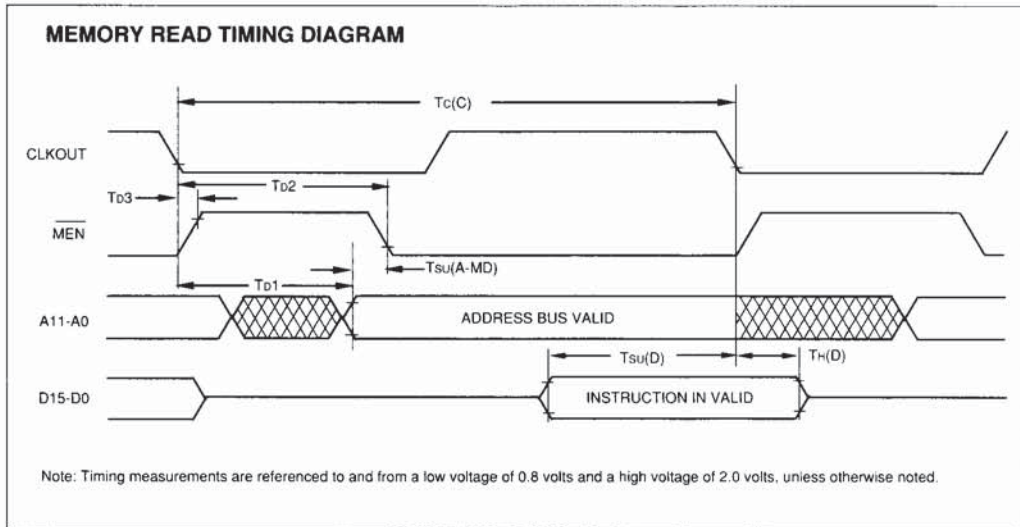 MEMORY READ TIMING DIAGRAM
TC(C)
CLKOUT
TD3
TD2
MEN
TSU(A-MD)
TD1
A11-A0
ADDRESS BUS VALID
TSU(D)
TH(D)
D15-D0
INSTRUCTION IN VALID
Note: Timing measurements are referenced to and from a low voltage of 0.8 volts and a high voltage of 2.0 volts, unless otherwise noted.